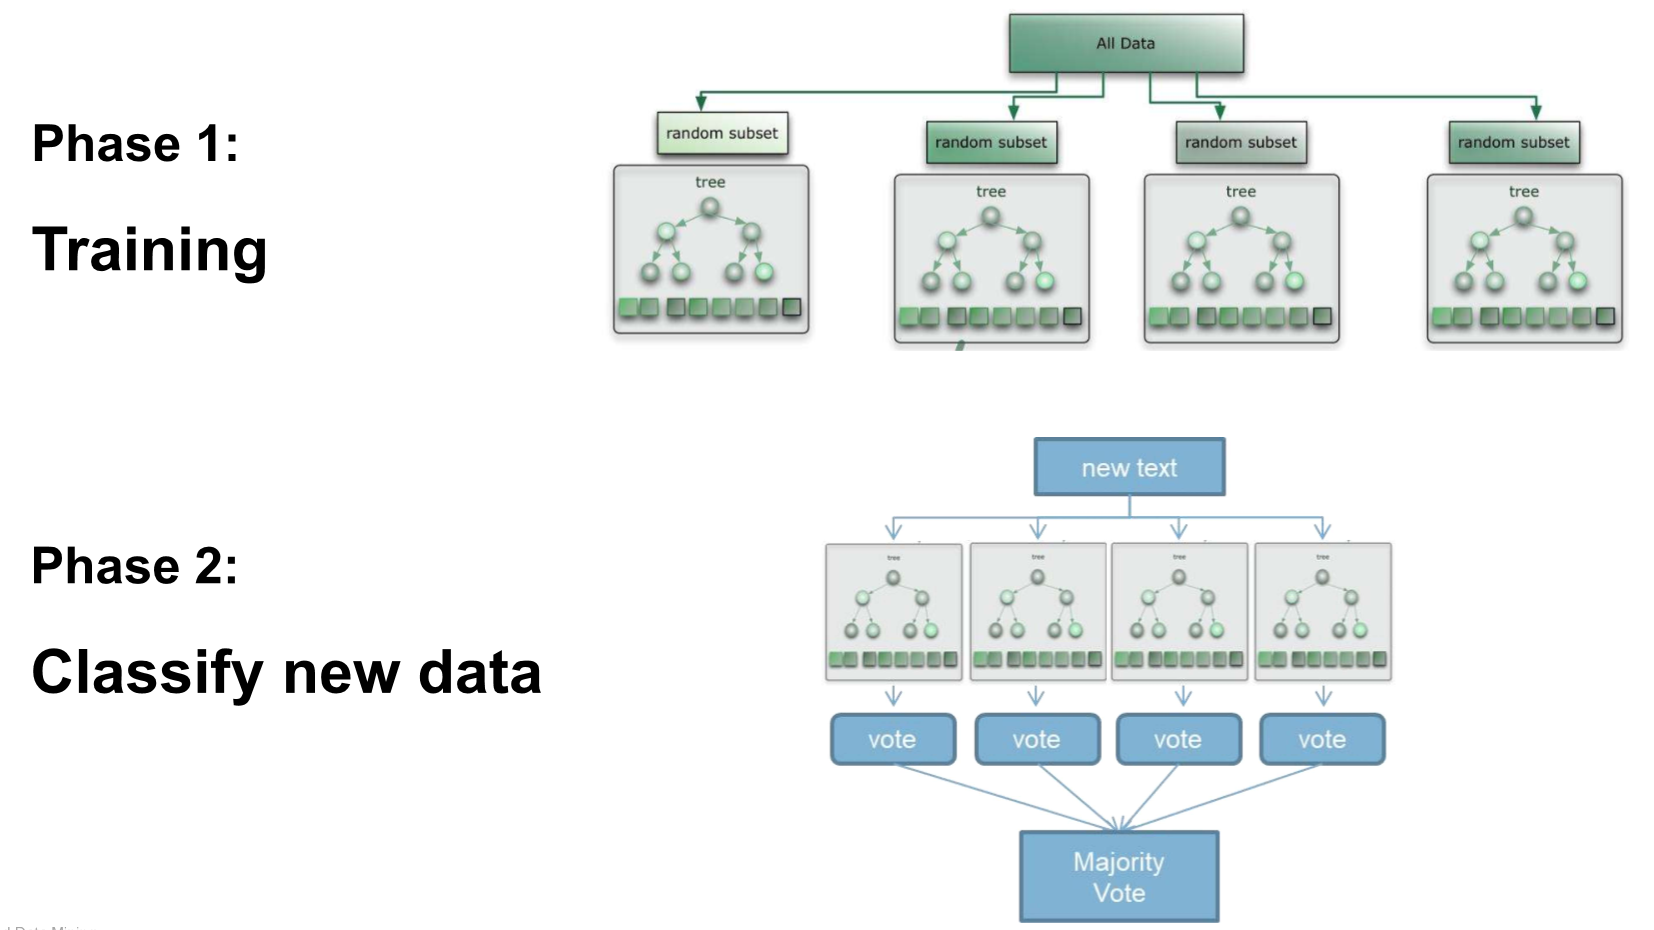 Phase 1:
Training
All Data
random subset
random subset
random subset
random subset
tree
tree
tree
tree
Phase 2:
Classify new data
new text
tree
tree
tree
tree
vote
vote
vote
vote
Majority
Vote